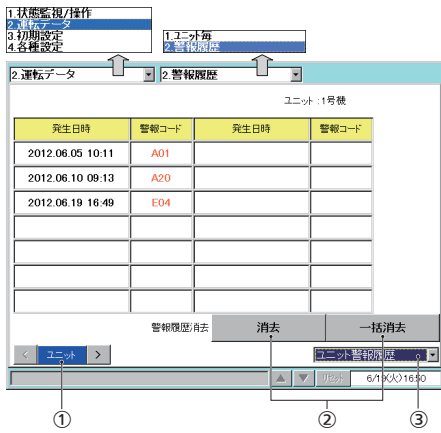 1.状態監視/操作
2.運転データ
3.初期設定
4.各種設定
1.ユニット毎
2.警報履歴
2.運転データ
2.警報履歴
ユニット :1号機
発生日時 警報コード 発生日時 警報コード
2012.06.05 10:11 A01
2012.06.10 09:13 A20
2012.06.19 16:49 E04
警報履歴消去 消去 一括消去
< ユニット > ユニット警報履歴
▲ ▼ リセット 6/19(火)16:50
① ② ③